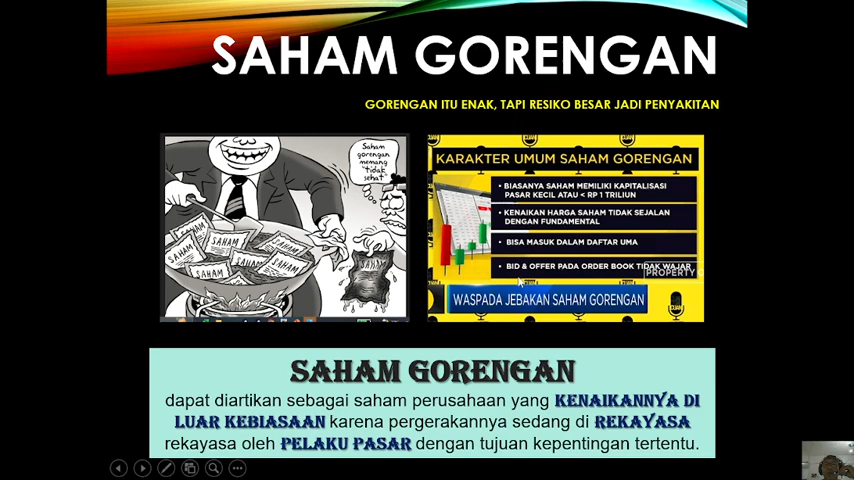 SAHAM GORENGAN
GORENGAN ITU ENAK, TAPI RESIKO BESAR JADI PENYAKITAN
Saham
gorengan
memang
"tidak
sehat"
SAHAM
SAHAM
SAHAM
SAHAM
SAHAM
SAHAM
SAHAM
SAHAM
KARAKTER UMUM SAHAM GORENGAN
• BIASANYA SAHAM MEMILIKI KAPITALISASI
PASAR KECIL ATAU < RP 1 TRILIUN
• KENAIKAN HARGA SAHAM TIDAK SEJALAN
DENGAN FUNDAMENTAL
• BISA MASUK DALAM DAFTAR UMA
• BID & OFFER PADA ORDER BOOK TIDAK WAJAR
PROPERTY O
WASPADA JEBAKAN SAHAM GORENGAN
CUAN
SAHAM GORENGAN
dapat diartikan sebagai saham perusahaan yang KENAIKANNYA DI
LUAR KEBIASAAN karena pergerakannya sedang di REKAYASA
rekayasa oleh PELAKU PASAR dengan tujuan kepentingan tertentu.